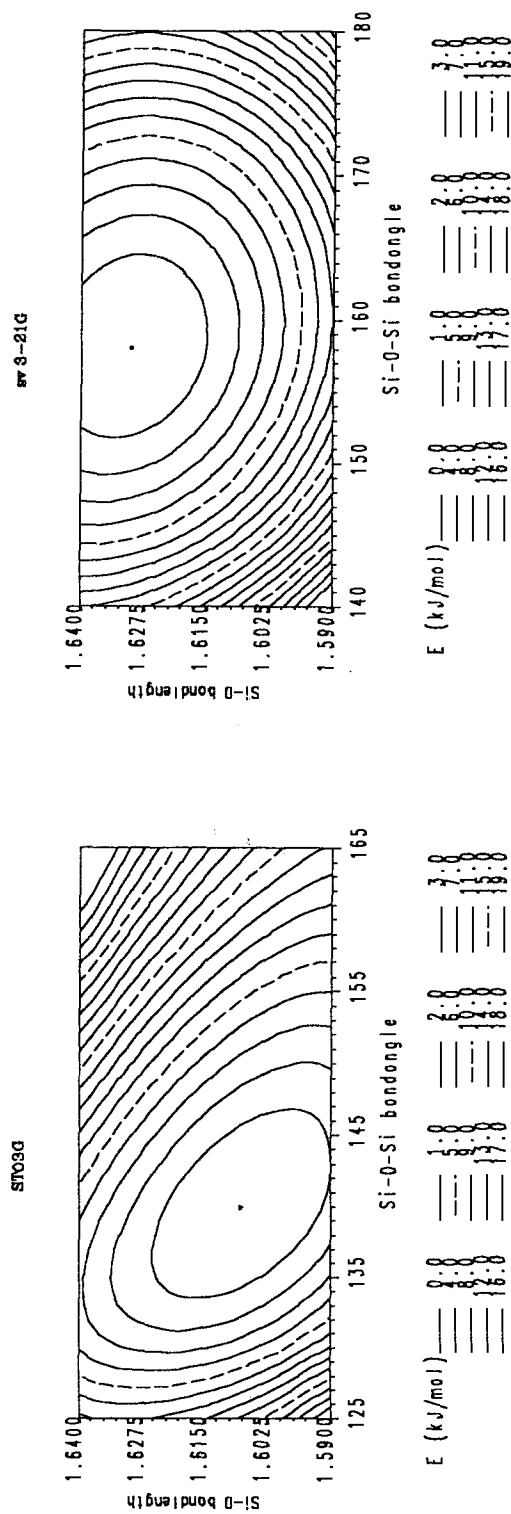 STO3G
1.6400
1.6275
1.6150
1.6025
1.5900
Si-O bondlength
125 135 145 155 165
Si-O-Si bondangle
E (kJ/mol)
0.0 1.0 2.0 3.0
4.0 5.0 6.0 7.0
8.0 9.0 10.0 11.0
12.0 13.0 14.0 15.0
16.0 17.0 18.0 19.0
sv 3-21G
1.6400
1.6275
1.6150
1.6025
1.5900
Si-O bondlength
140 150 160 170 180
Si-O-Si bondangle
E (kJ/mol)
0.0 1.0 2.0 3.0
4.0 5.0 6.0 7.0
8.0 9.0 10.0 11.0
12.0 13.0 14.0 15.0
16.0 17.0 18.0 19.0